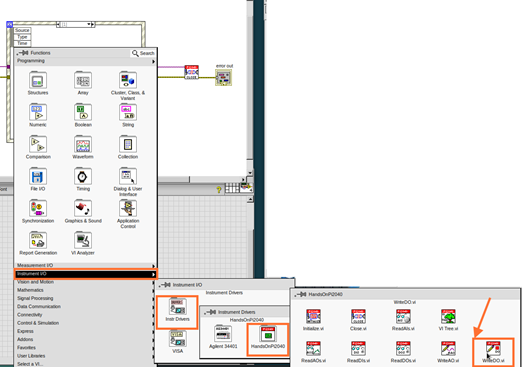 Source
Type
Time
Functions
Search
Programming
Structures
Array
Cluster, Class, &
Variant
Numeric
Boolean
String
Comparison
Waveform
Collection
File I/O
Timing
Dialog & User
Interface
Synchronization
Graphics & Sound
Application
Control
Report Generation
VI Analyzer
Measurement I/O
Instrument I/O
Vision and Motion
Mathematics
Signal Processing
Data Communication
Connectivity
Control & Simulation
Express
Addons
Favorites
User Libraries
Select a VI...
error out
Instrument I/O
Instrument Drivers
Instr Drivers
VISA
Instrument Drivers
HandsOnPi2040
Agilent 34401
HandsOnPi2040
HandsOnPi2040
WriteDO.vi
Initialize.vi
Close.vi
ReadAIs.vi
VI Tree.vi
ReadAOs.vi
ReadDIs.vi
ReadDOs.vi
WriteAO.vi
WriteDO.vi